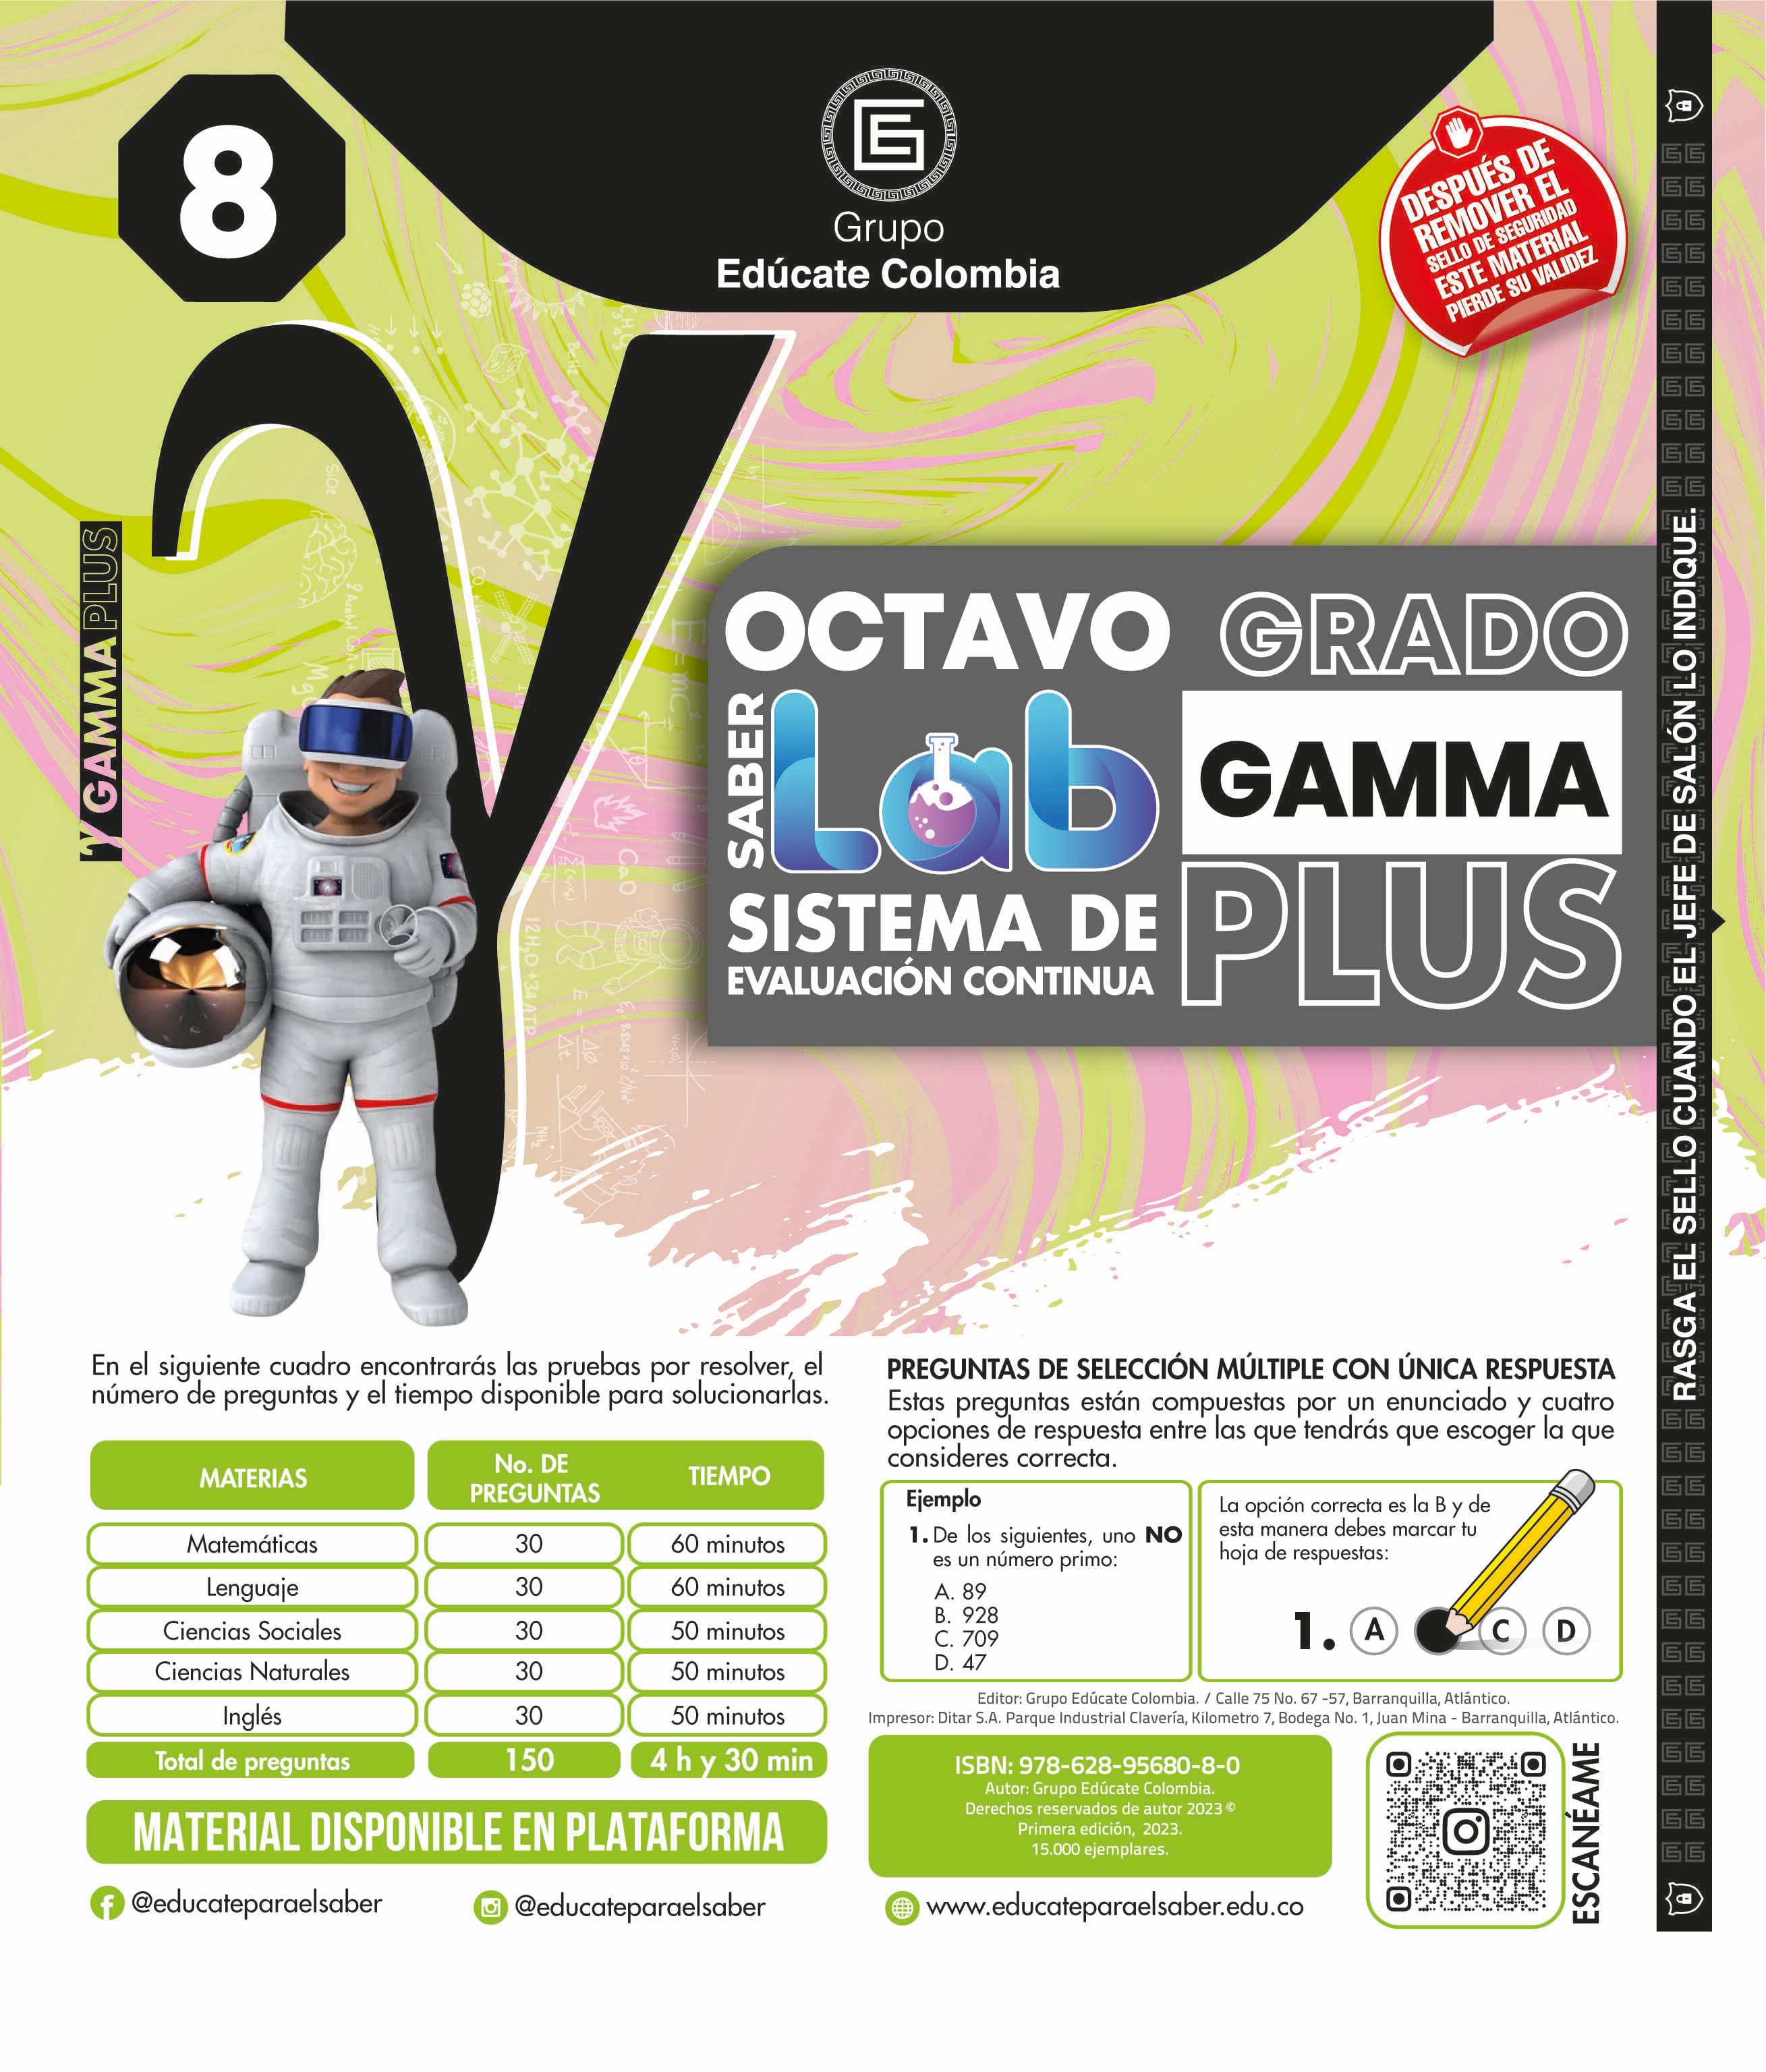 8
Grupo
Edúcate Colombia
DESPUÉS DE
REMOVER EL
SELLO DE SEGURIDAD
ESTE MATERIAL
PIERDE SU VALIDEZ
γ GAMMA PLUS
OCTAVO GRADO
SABER
Lab
GAMMA
PLUS
SISTEMA DE
EVALUACIÓN CONTINUA
RASGA EL SELLO CUANDO EL JEFE DE SALÓN LO INDIQUE.
En el siguiente cuadro encontrarás las pruebas por resolver, el
número de preguntas y el tiempo disponible para solucionarlas.
MATERIAS No. DE PREGUNTAS TIEMPO
Matemáticas 30 60 minutos
Lenguaje 30 60 minutos
Ciencias Sociales 30 50 minutos
Ciencias Naturales 30 50 minutos
Inglés 30 50 minutos
Total de preguntas 150 4 h y 30 min
MATERIAL DISPONIBLE EN PLATAFORMA
@educateparaelsaber @educateparaelsaber
PREGUNTAS DE SELECCIÓN MÚLTIPLE CON ÚNICA RESPUESTA
Estas preguntas están compuestas por un enunciado y cuatro
opciones de respuesta entre las que tendrás que escoger la que
consideres correcta.
Ejemplo
1. De los siguientes, uno NO
es un número primo:
A. 89
B. 928
C. 709
D. 47
La opción correcta es la B y de
esta manera debes marcar tu
hoja de respuestas:
1. A C D
Editor: Grupo Edúcate Colombia. / Calle 75 No. 67 -57, Barranquilla, Atlántico.
Impresor: Ditar S.A. Parque Industrial Clavería, Kilometro 7, Bodega No. 1, Juan Mina - Barranquilla, Atlántico.
ISBN: 978-628-95680-8-0
Autor: Grupo Edúcate Colombia.
Derechos reservados de autor 2023 ©
Primera edición, 2023.
15.000 ejemplares.
www.educateparaelsaber.edu.co
ESCANÉAME